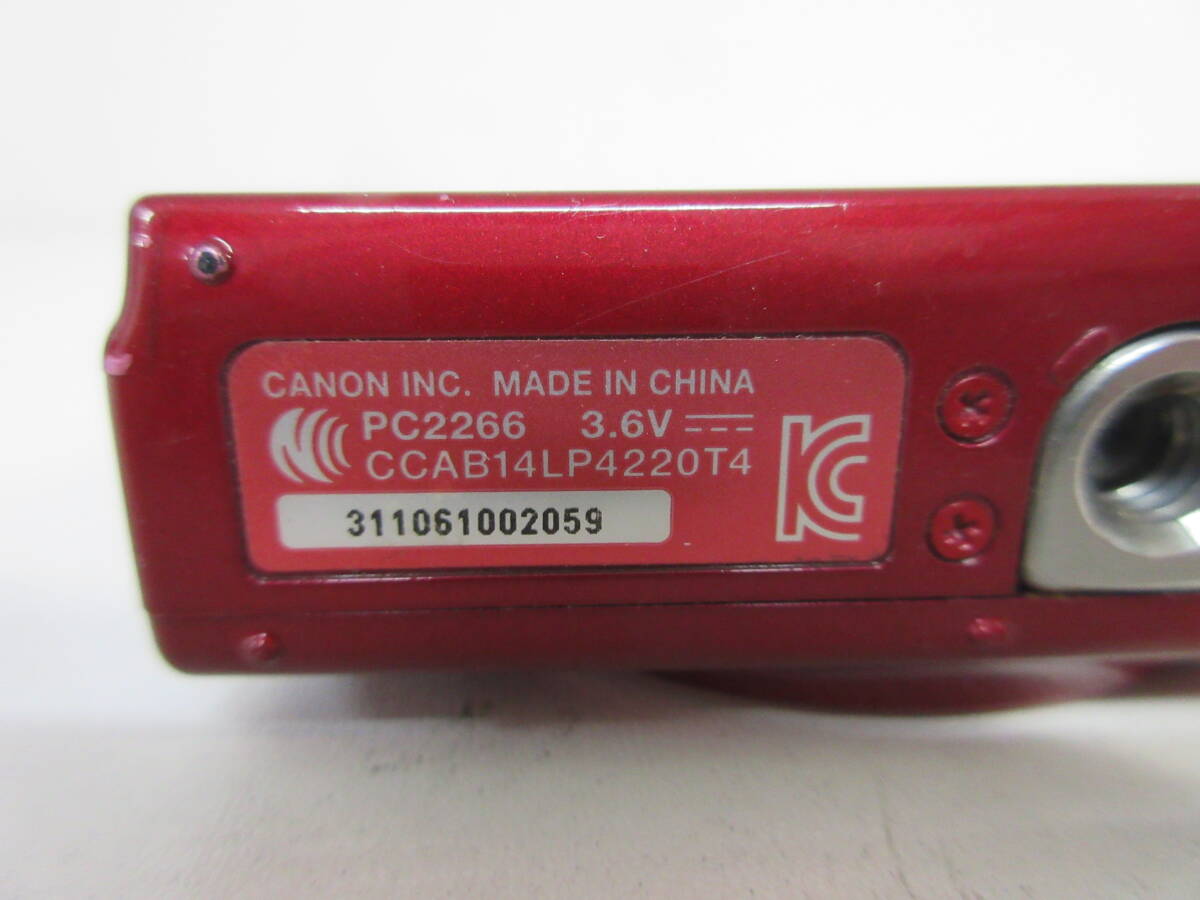 CANON INC. MADE IN CHINA
PC2266 3.6V
CCAB14LP4220T4
311061002059